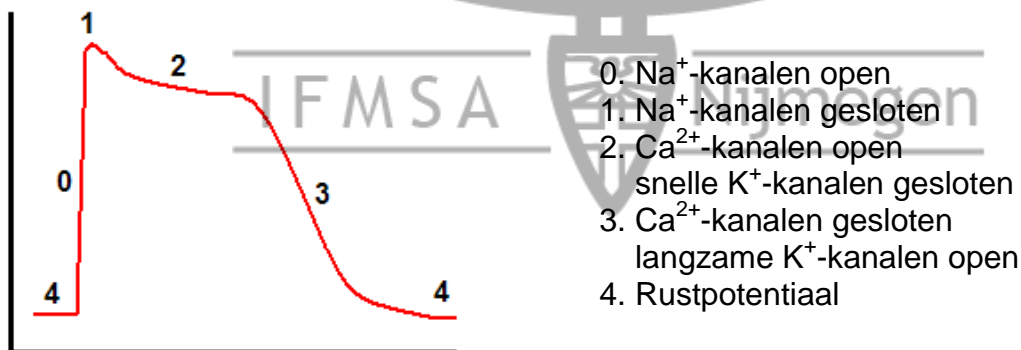 1
2
0
3
4
4
IFMSA
Nijmegen
0. Na⁺-kanalen open
1. Na⁺-kanalen gesloten
2. Ca²⁺-kanalen open
snelle K⁺-kanalen gesloten
3. Ca²⁺-kanalen gesloten
langzame K⁺-kanalen open
4. Rustpotentiaal